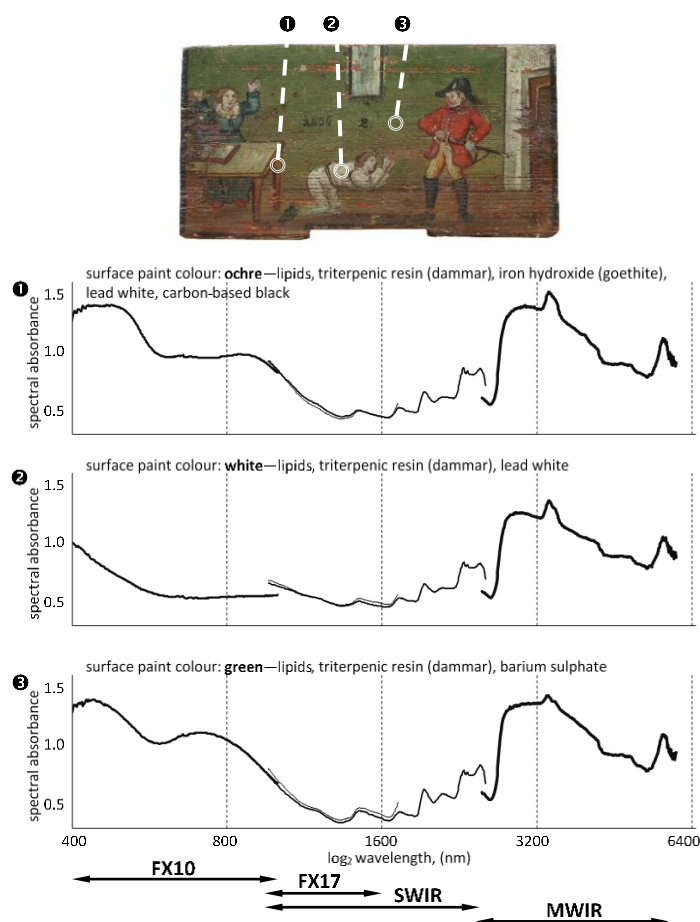 ❶ ❷ ❸
❶
surface paint colour: ochre—lipids, triterpenic resin (dammar), iron hydroxide (goethite),
lead white, carbon-based black
spectral absorbance
1.5
1.0
0.5
❷
surface paint colour: white—lipids, triterpenic resin (dammar), lead white
spectral absorbance
1.5
1.0
0.5
❸
surface paint colour: green—lipids, triterpenic resin (dammar), barium sulphate
spectral absorbance
1.5
1.0
0.5
400 800 1600 3200 6400
log₂ wavelength, (nm)
FX10
FX17
SWIR
MWIR